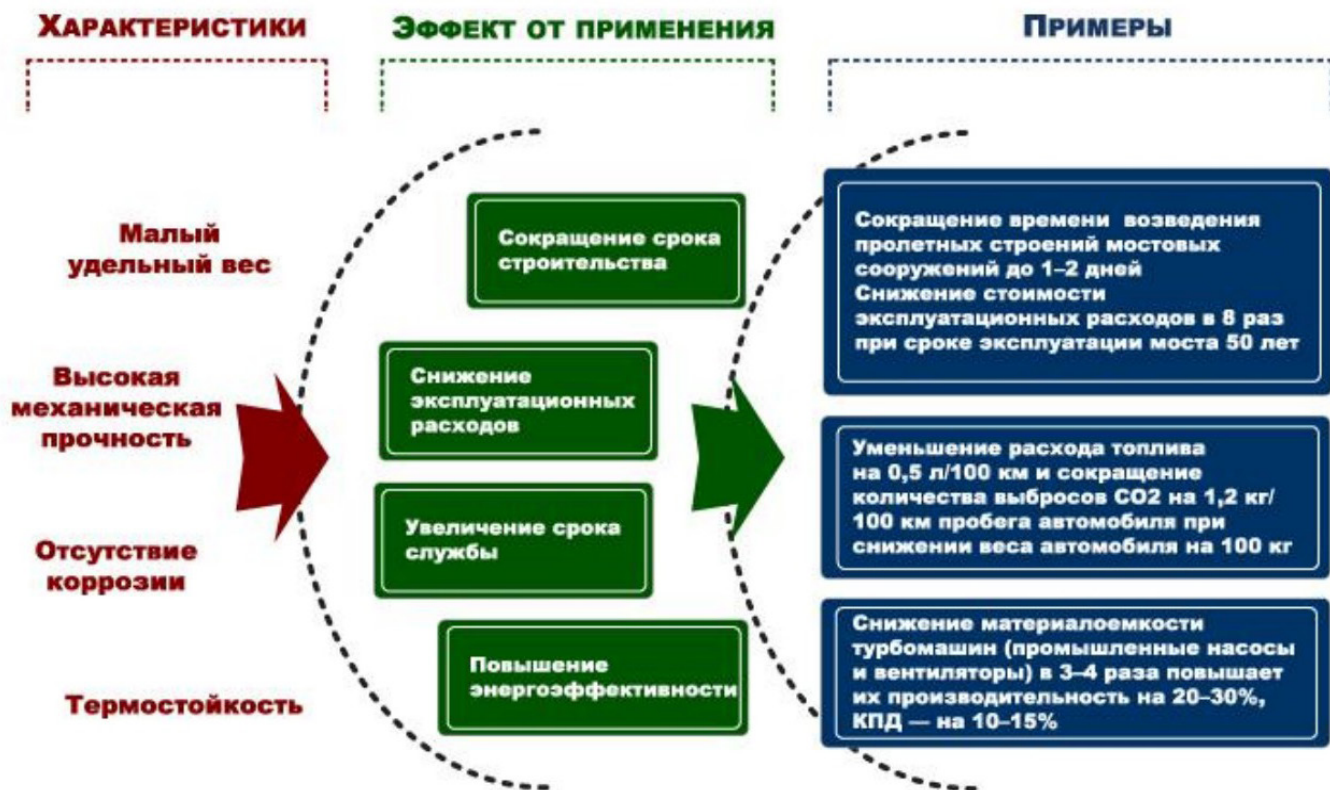 ХАРАКТЕРИСТИКИ
ЭФФЕКТ ОТ ПРИМЕНЕНИЯ
ПРИМЕРЫ
Малый
удельный вес
Высокая
механическая
прочность
Отсутствие
коррозии
Термостойкость
Сокращение срока
строительства
Снижение
эксплуатационных
расходов
Увеличение срока
службы
Повышение
энергоэффективности
Сокращение времени возведения
пролетных строений мостовых
сооружений до 1–2 дней
Снижение стоимости
эксплуатационных расходов в 8 раз
при сроке эксплуатации моста 50 лет
Уменьшение расхода топлива
на 0,5 л/100 км и сокращение
количества выбросов СО2 на 1,2 кг/
100 км пробега автомобиля при
снижении веса автомобиля на 100 кг
Снижение материалоемкости
турбомашин (промышленные насосы
и вентиляторы) в 3–4 раза повышает
их производительность на 20–30%,
КПД — на 10–15%